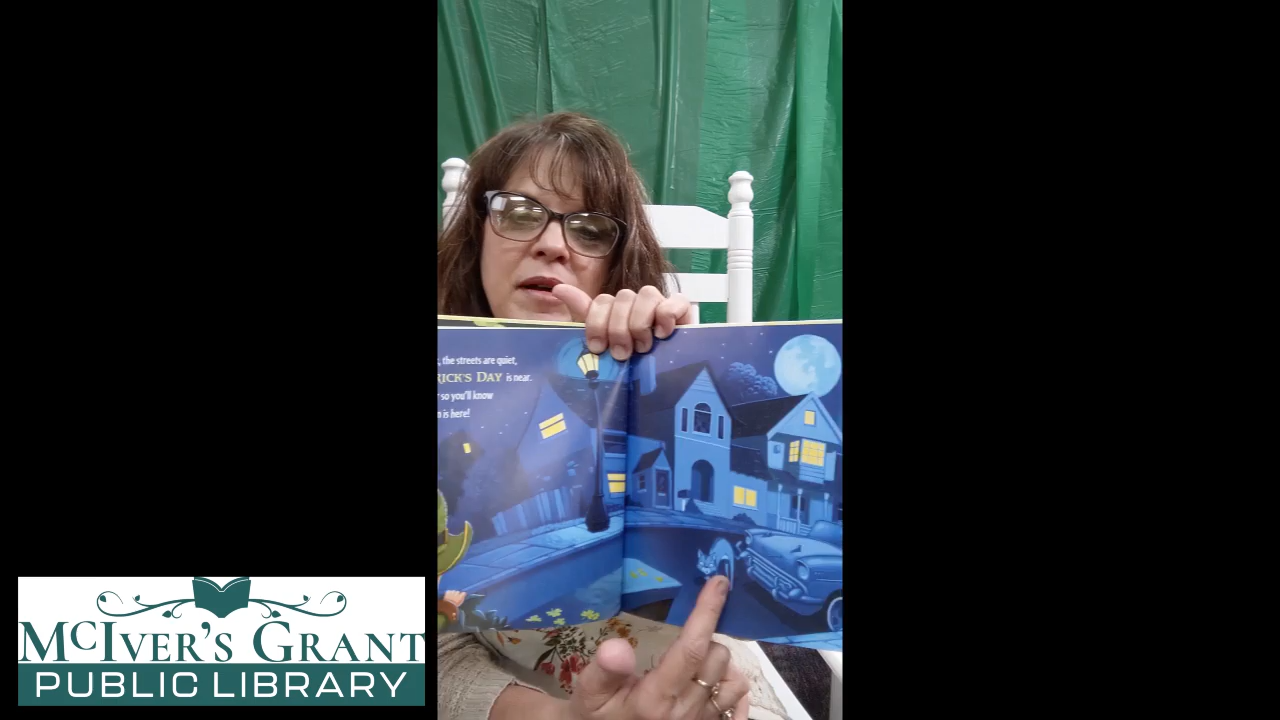 , the streets are quiet,
RICK'S DAY is near.
so you'll know
is here!
McIver's Grant
PUBLIC LIBRARY